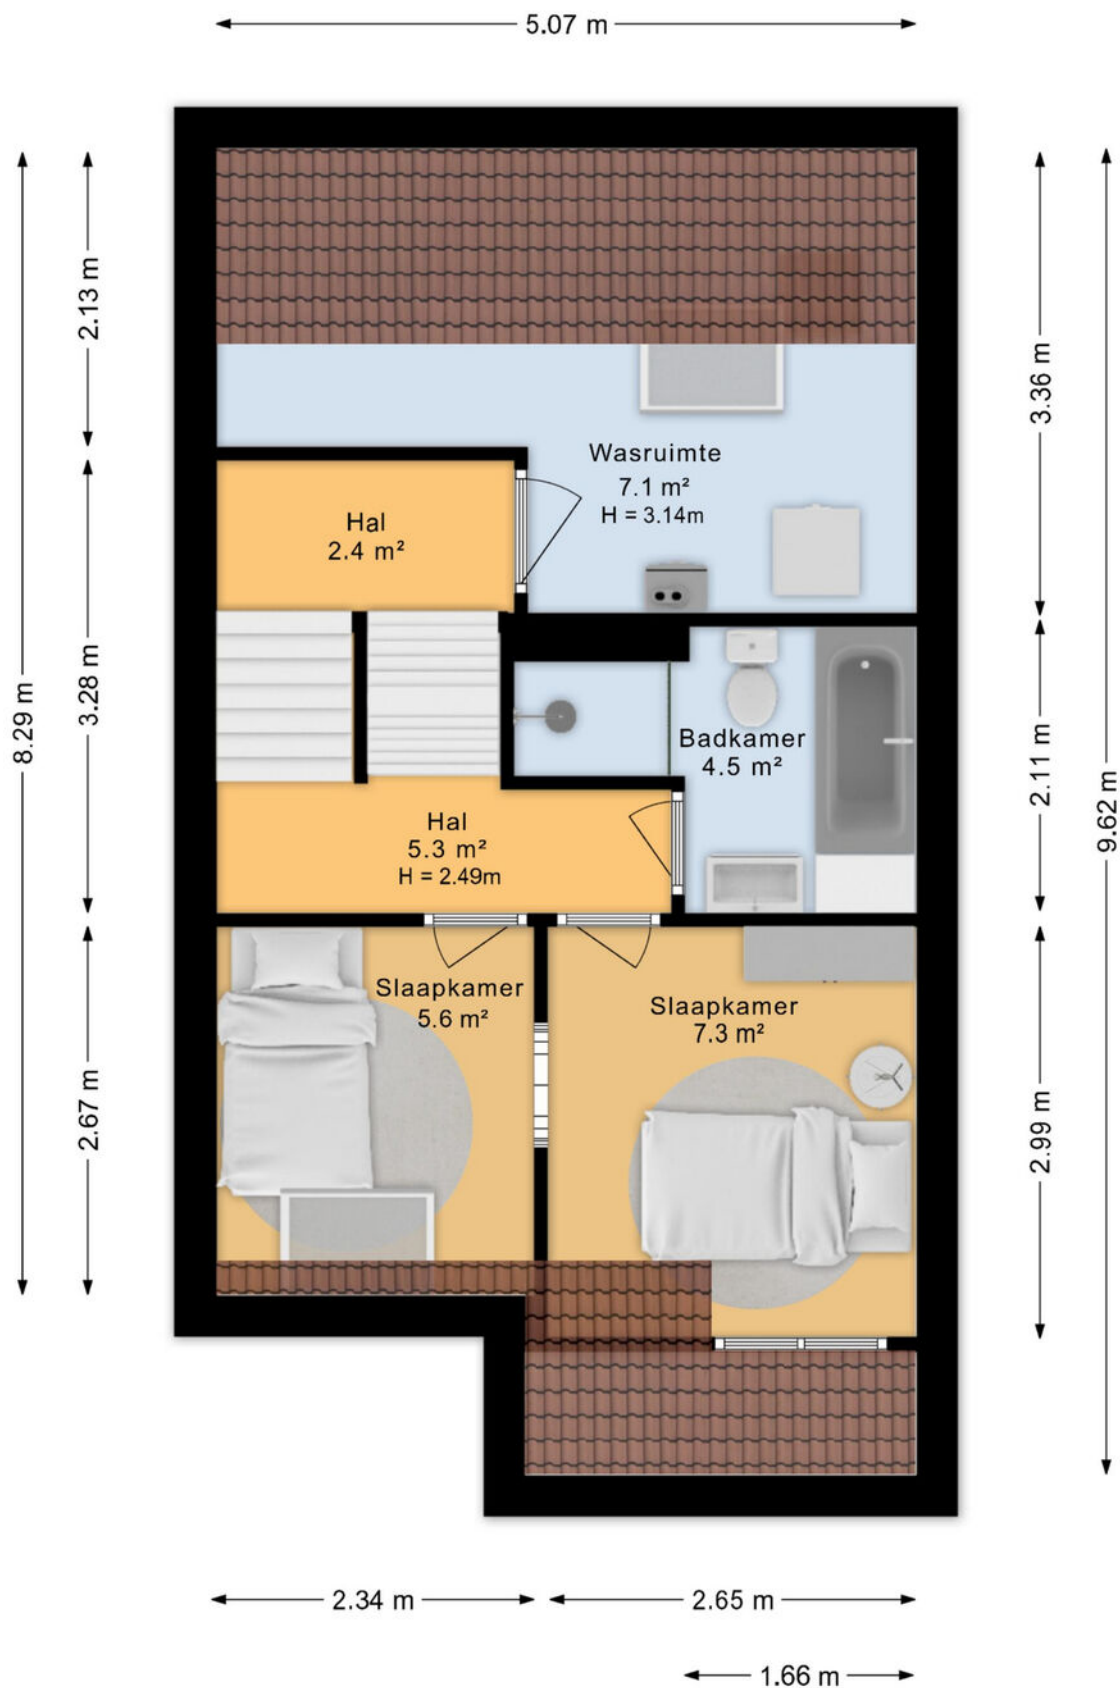 5.07 m
2.13 m
3.36 m
Wasruimte
7.1 m²
H = 3.14m
Hal
2.4 m²
8.29 m
3.28 m
Badkamer
4.5 m²
2.11 m
9.62 m
Hal
5.3 m²
H = 2.49m
Slaapkamer
5.6 m²
Slaapkamer
7.3 m²
2.67 m
2.99 m
2.34 m
2.65 m
1.66 m